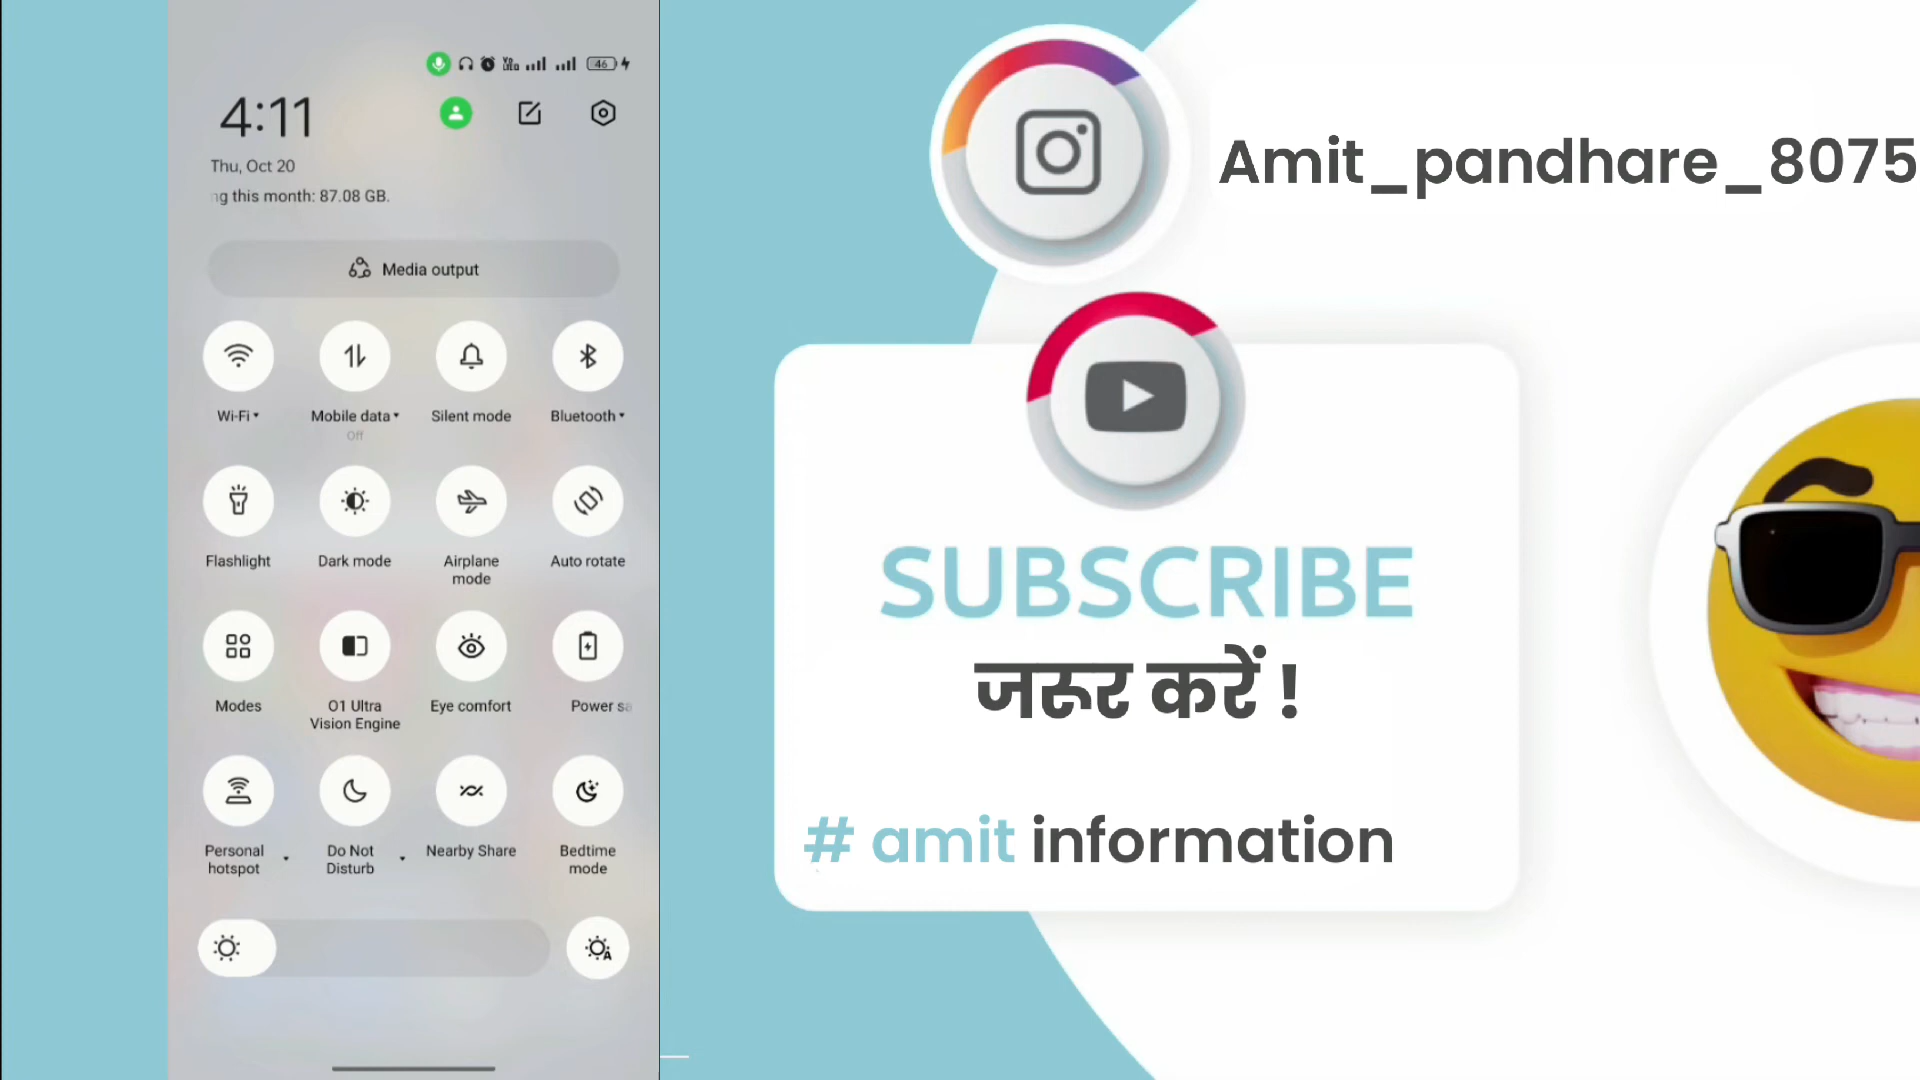 46
4:11
Thu, Oct 20
ng this month: 87.08 GB.
Media output
Wi-Fi
Mobile data
Off
Silent mode
Bluetooth
Flashlight
Dark mode
Airplane
mode
Auto rotate
Modes
O1 Ultra
Vision Engine
Eye comfort
Power sa
Personal
hotspot
Do Not
Disturb
Nearby Share
Bedtime
mode
Amit_pandhare_8075
SUBSCRIBE
जरूर करें !
# amit information